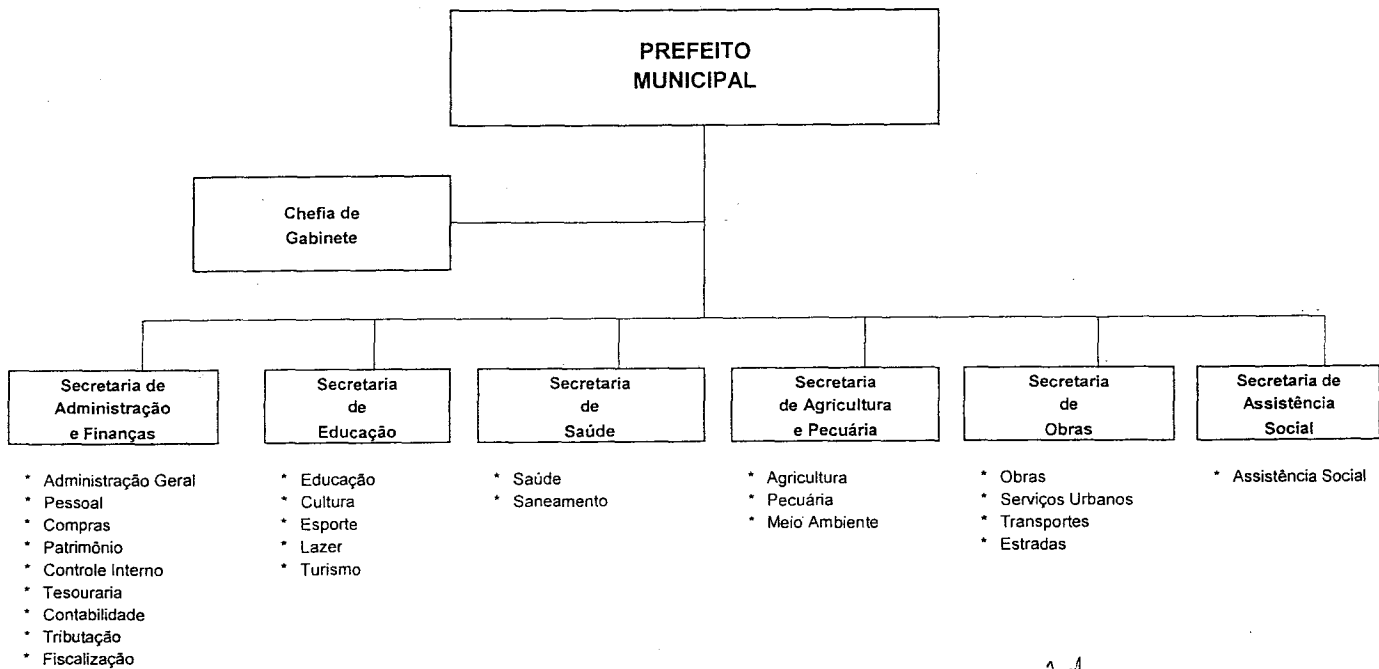 PREFEITO
MUNICIPAL
Chefia de
Gabinete
Secretaria de
Administração
e Finanças
* Administração Geral
* Pessoal
* Compras
* Patrimônio
* Controle Interno
* Tesouraria
* Contabilidade
* Tributação
* Fiscalização
Secretaria
de
Educação
* Educação
* Cultura
* Esporte
* Lazer
* Turismo
Secretaria
de
Saúde
* Saúde
* Saneamento
Secretaria
de Agricultura
e Pecuária
* Agricultura
* Pecuária
* Meio Ambiente
Secretaria
de
Obras
* Obras
* Serviços Urbanos
* Transportes
* Estradas
Secretaria de
Assistência
Social
* Assistência Social